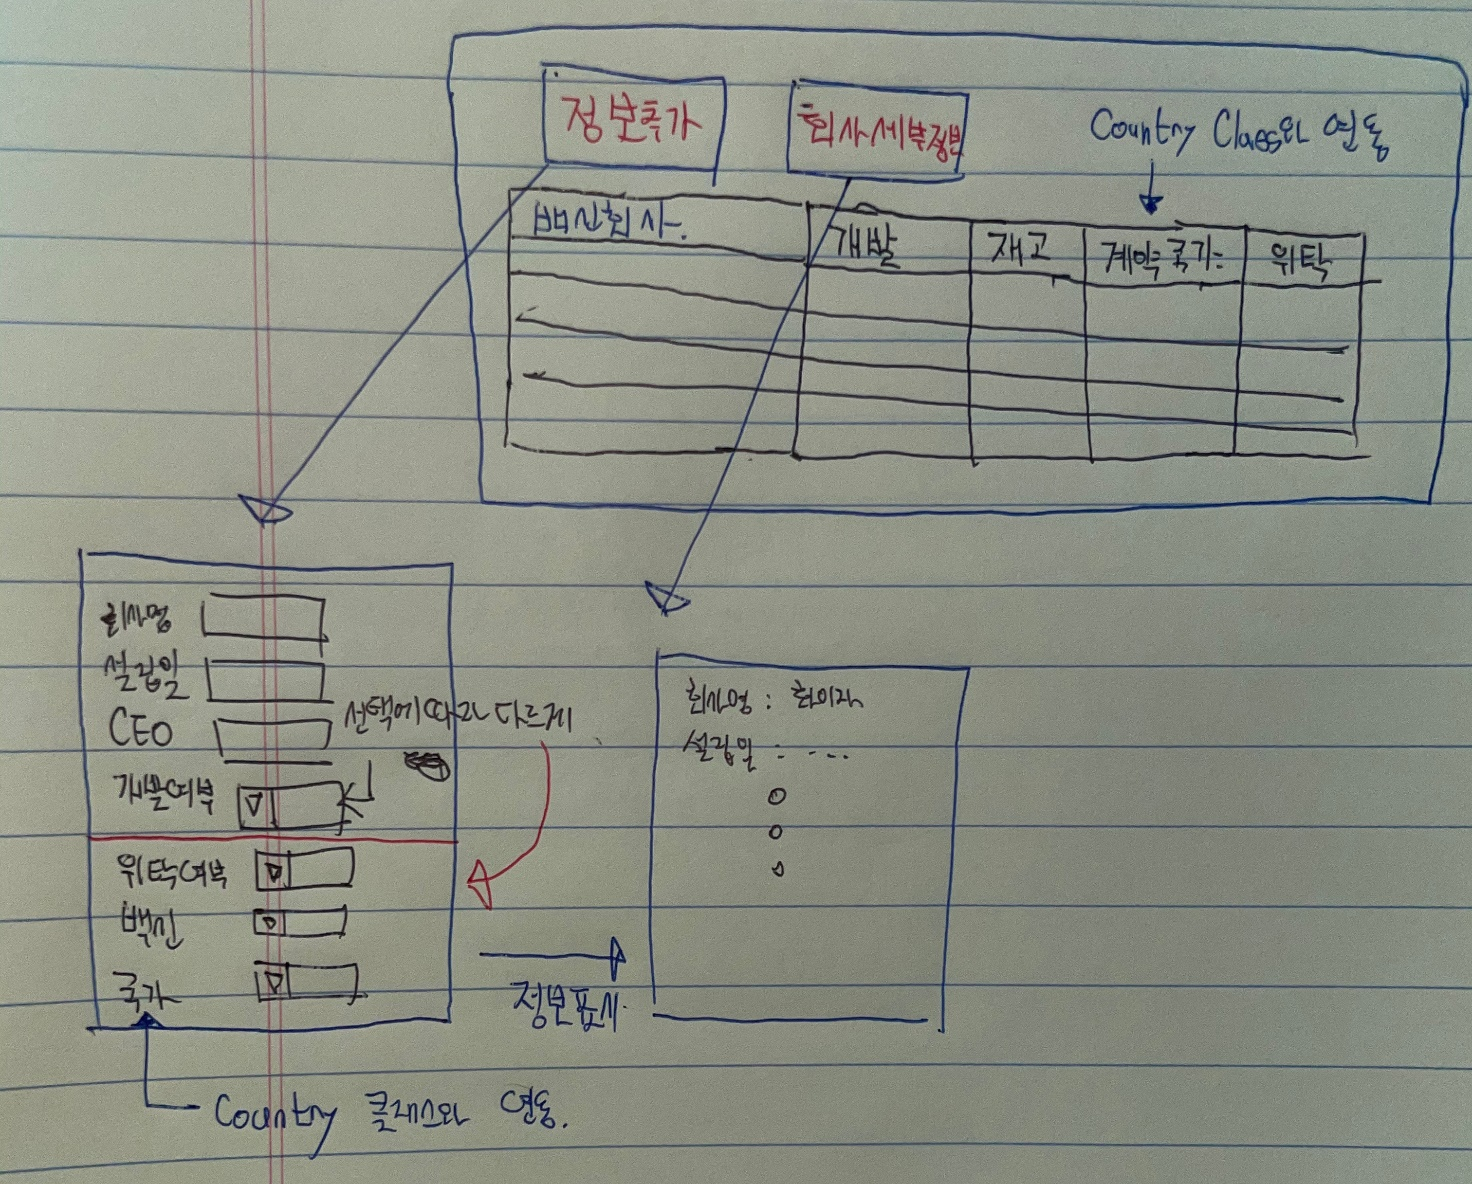 정보추가
회사세부정보
Country Class와 연동
백신회사.
개발
재고
계약국가
위탁
회사명
설립일
CEO
선택에따라 다르게
개발여부
위탁여부
백신
국가
정보표시
회사명 : 화이자
설립일 : ....
Country 클래스와 연동.